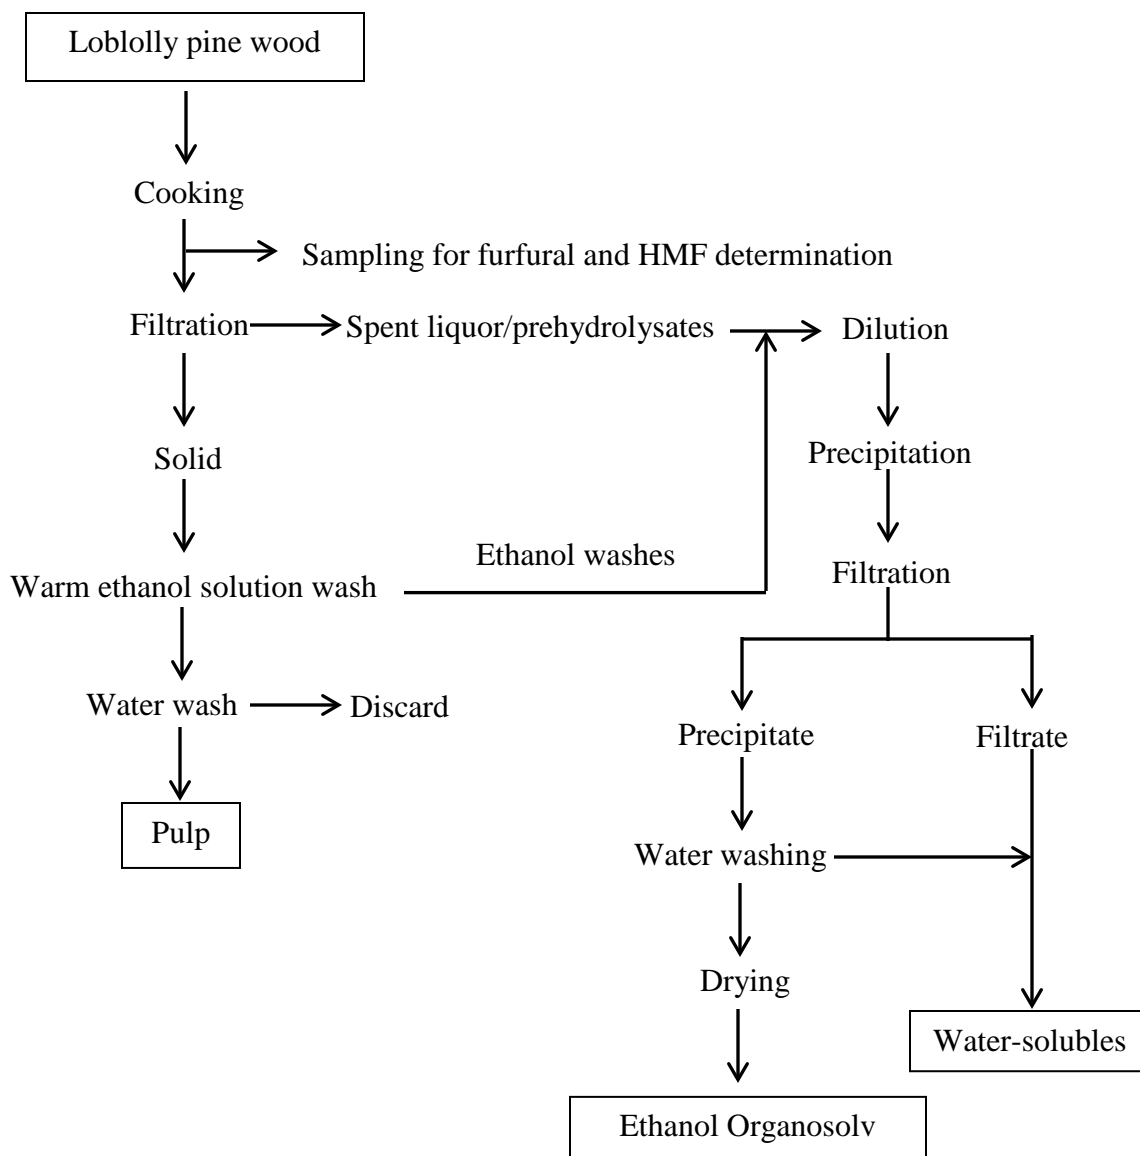 Loblolly pine wood
Cooking
Sampling for furfural and HMF determination
Filtration
Spent liquor/prehydrolysates
Dilution
Solid
Precipitation
Ethanol washes
Filtration
Warm ethanol solution wash
Water wash
Discard
Precipitate
Filtrate
Pulp
Water washing
Drying
Water-solubles
Ethanol Organosolv